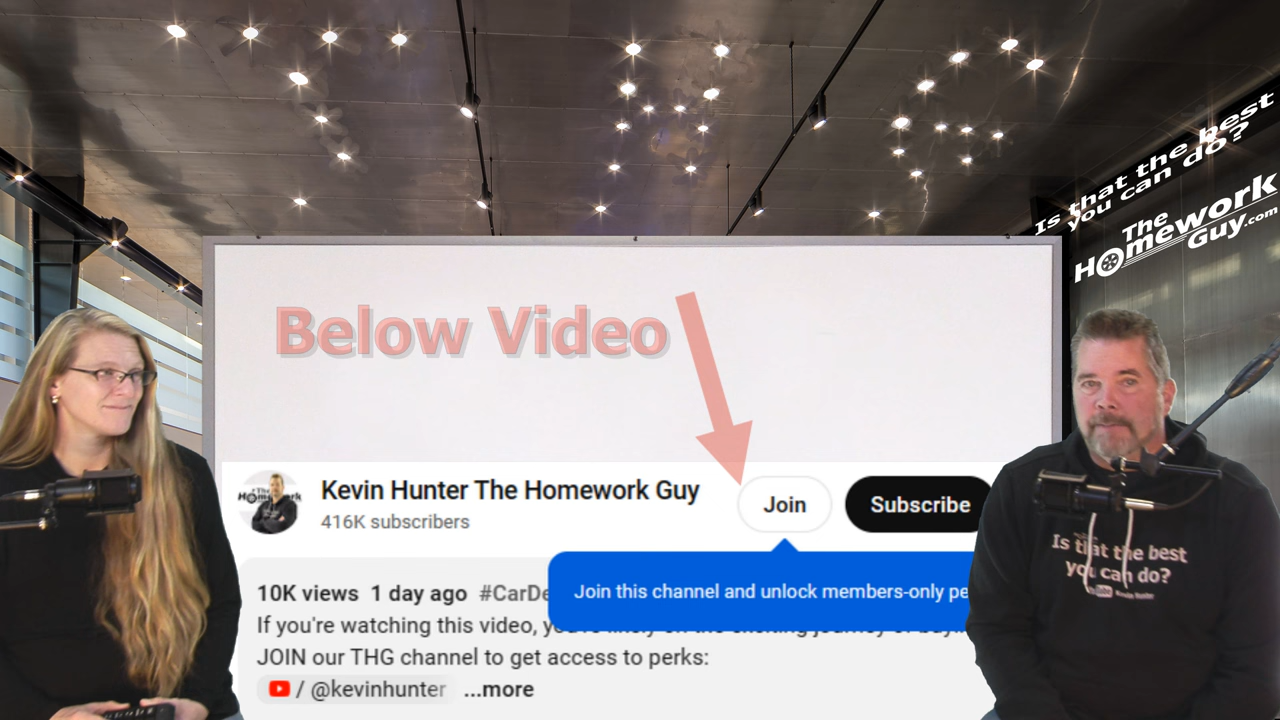 Is that the best
you can do?
The
Homework
Guy.com
Below Video
Kevin Hunter The Homework Guy
416K subscribers
Join
Subscribe
Join this channel and unlock members-only pe
10K views 1 day ago #CarDe
If you're watching this video,
JOIN our THG channel to get access to perks:
/ @kevinhunter ...more
Is that the best
you can do?